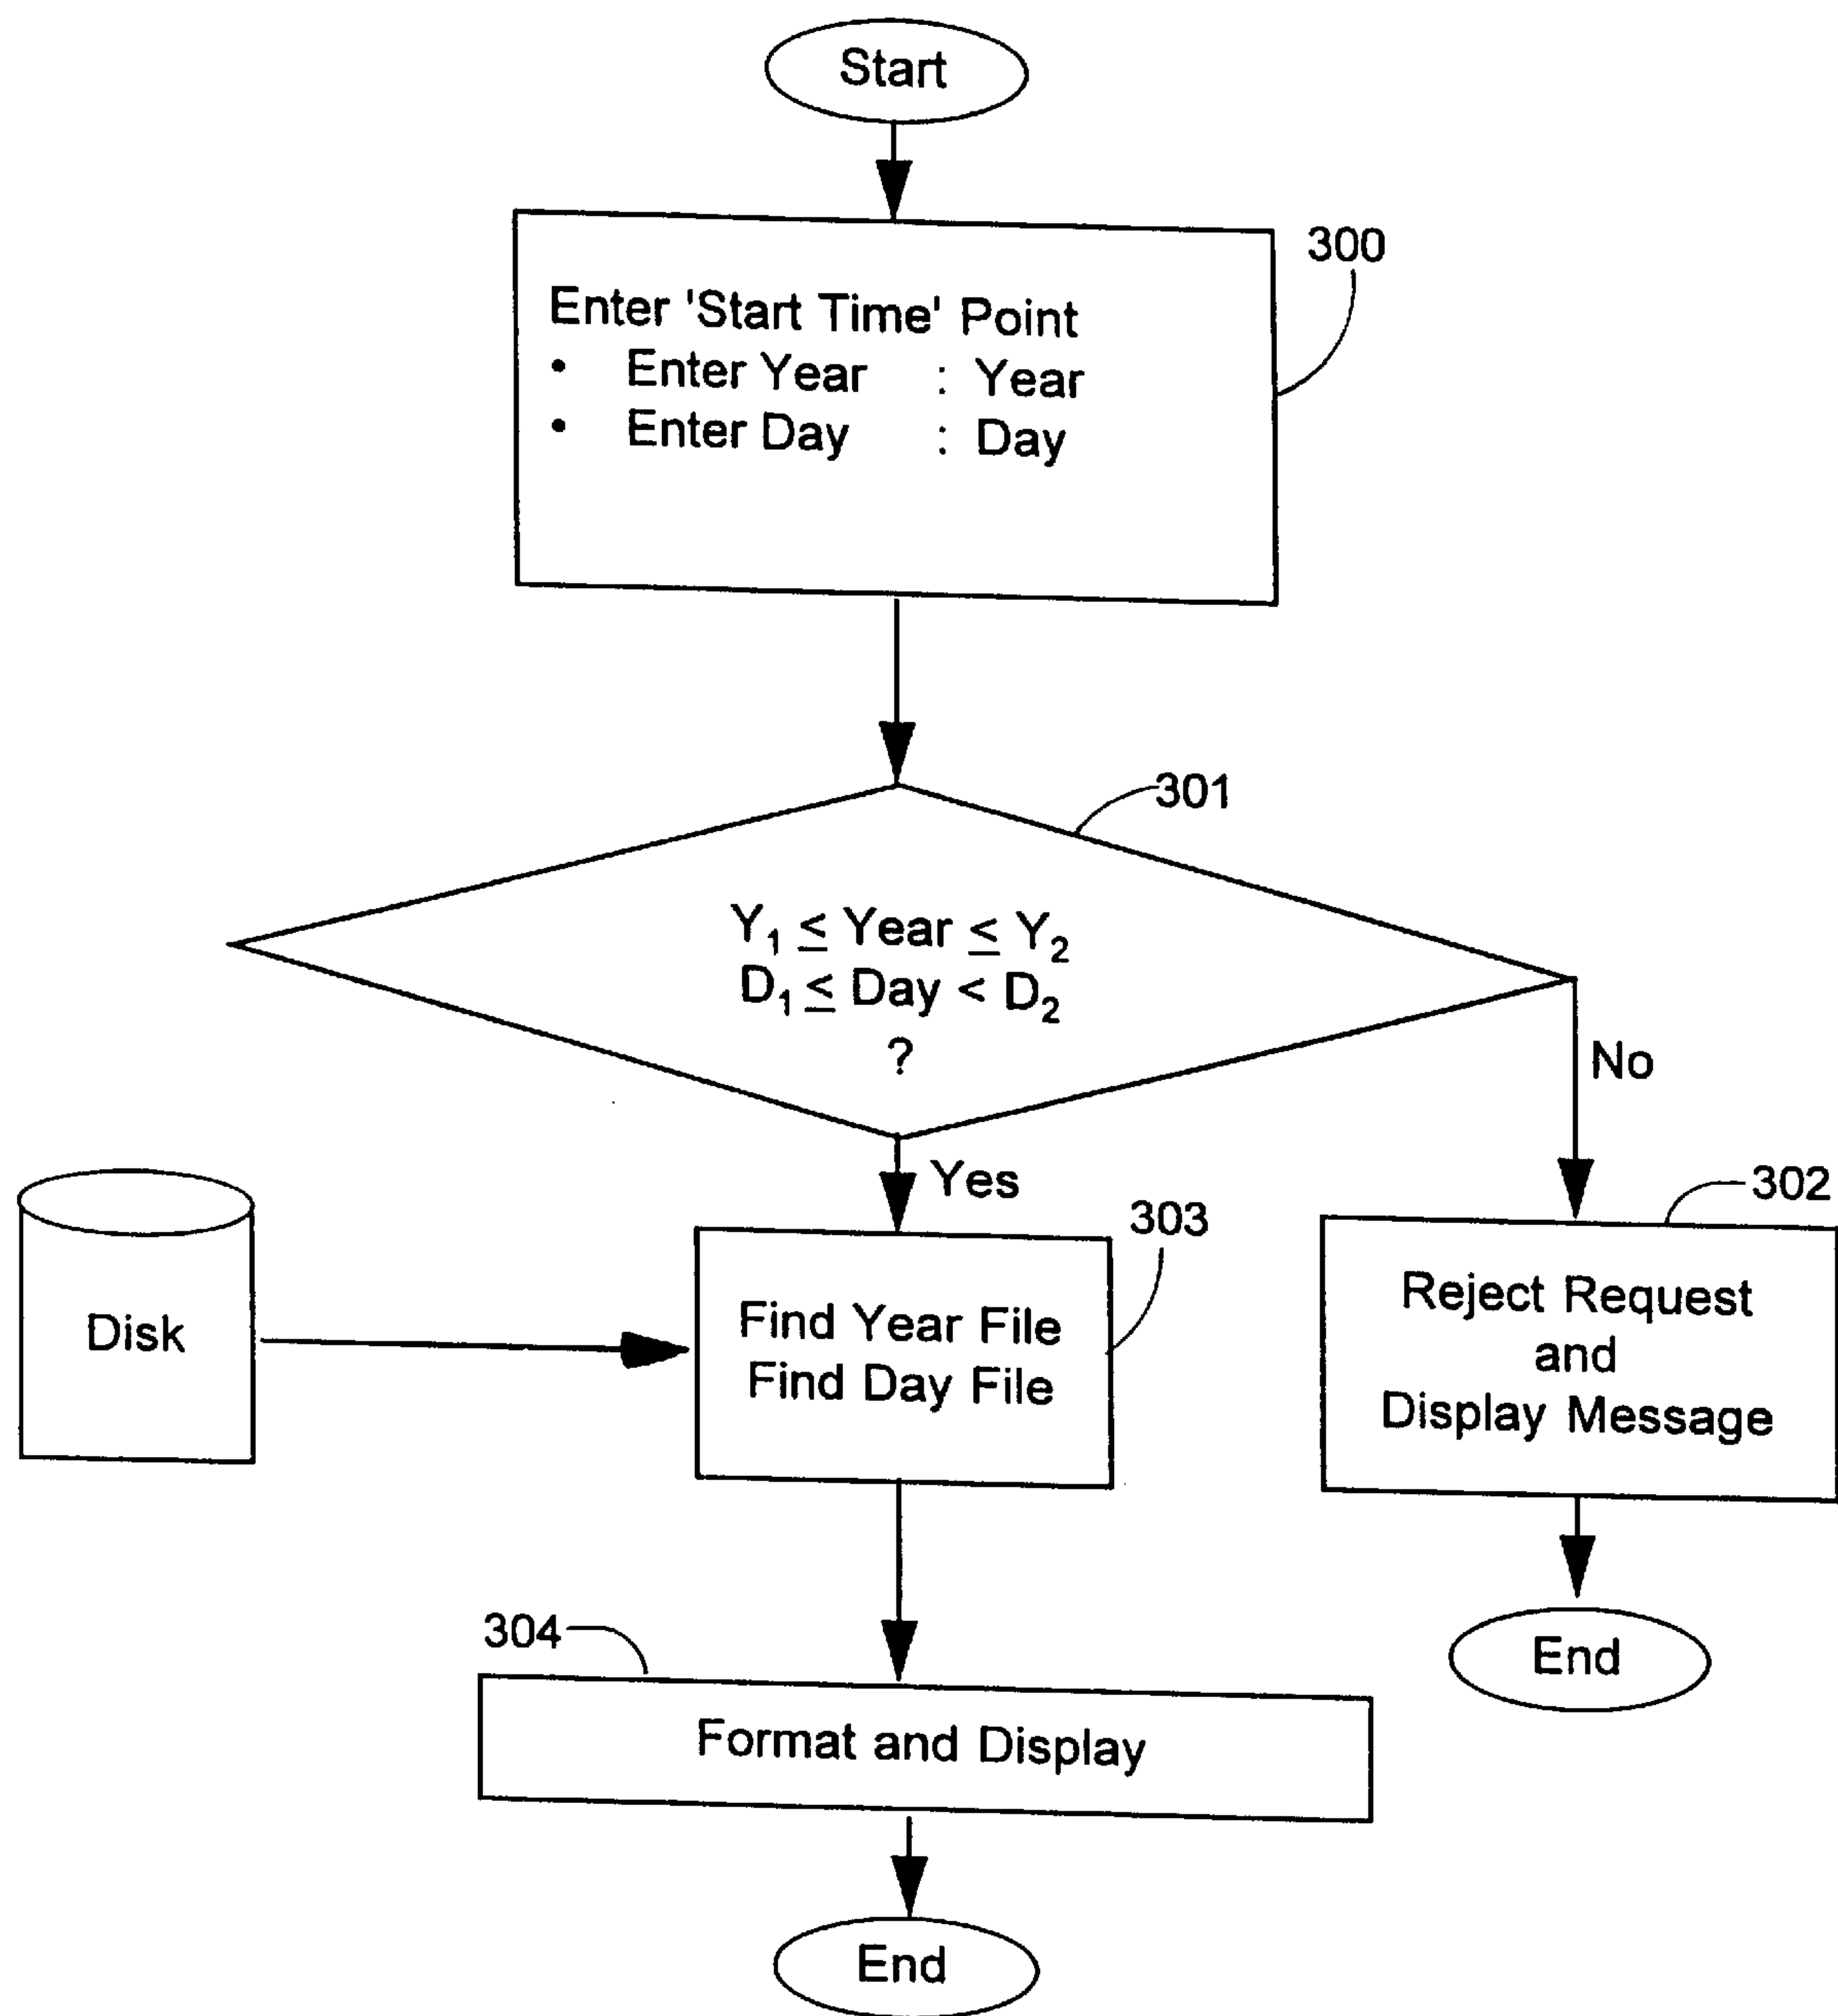 Start
300
Enter 'Start Time' Point
• Enter Year : Year
• Enter Day : Day
301
Y₁ ≤ Year ≤ Y₂
D₁ ≤ Day < D₂
?
No
Yes
302
303
Disk
Find Year File
Find Day File
Reject Request
and
Display Message
304
Format and Display
End
End